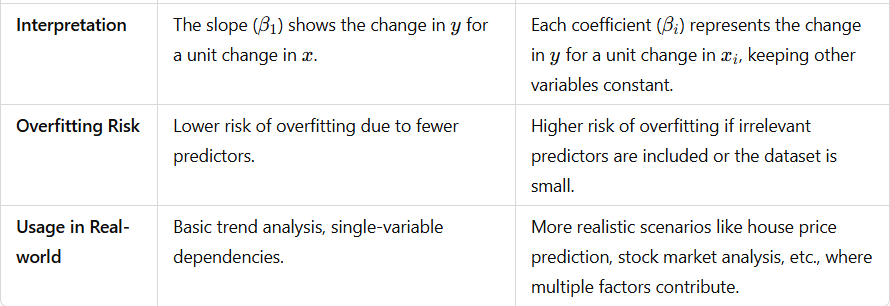 Interpretation
The slope (β₁) shows the change in y for
a unit change in x.
Each coefficient (βᵢ) represents the change
in y for a unit change in xᵢ, keeping other
variables constant.
Overfitting Risk
Lower risk of overfitting due to fewer
predictors.
Higher risk of overfitting if irrelevant
predictors are included or the dataset is
small.
Usage in Real-
world
Basic trend analysis, single-variable
dependencies.
More realistic scenarios like house price
prediction, stock market analysis, etc., where
multiple factors contribute.